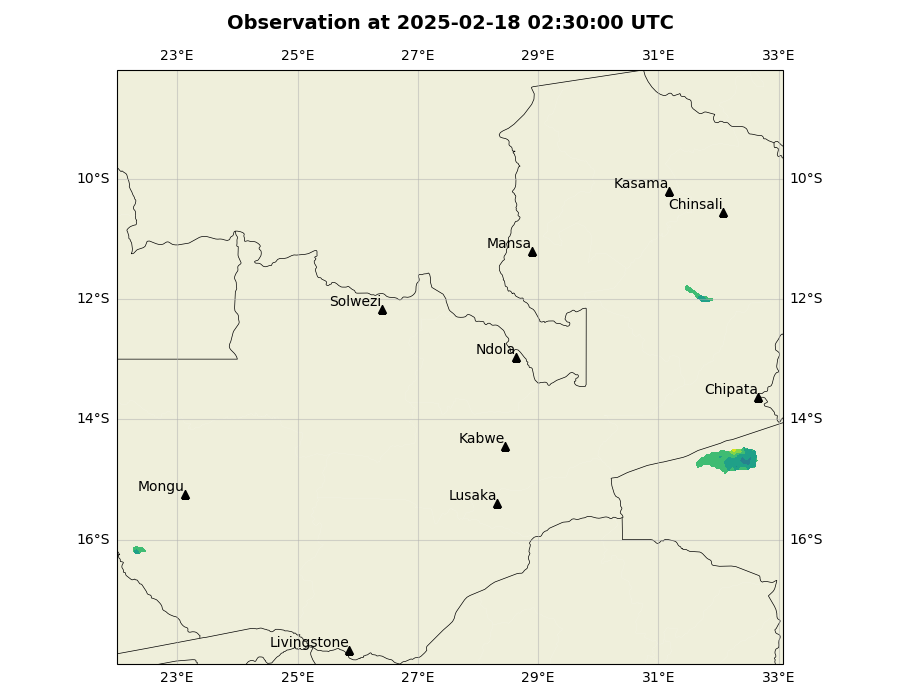 Observation at 2025-02-18 02:30:00 UTC
23°E 25°E 27°E 29°E 31°E 33°E
10°S 10°S
Kasama
Chinsali
Mansa
12°S 12°S
Solwezi
Ndola
Chipata
14°S 14°S
Kabwe
Mongu
Lusaka
16°S 16°S
Livingstone
23°E 25°E 27°E 29°E 31°E 33°E